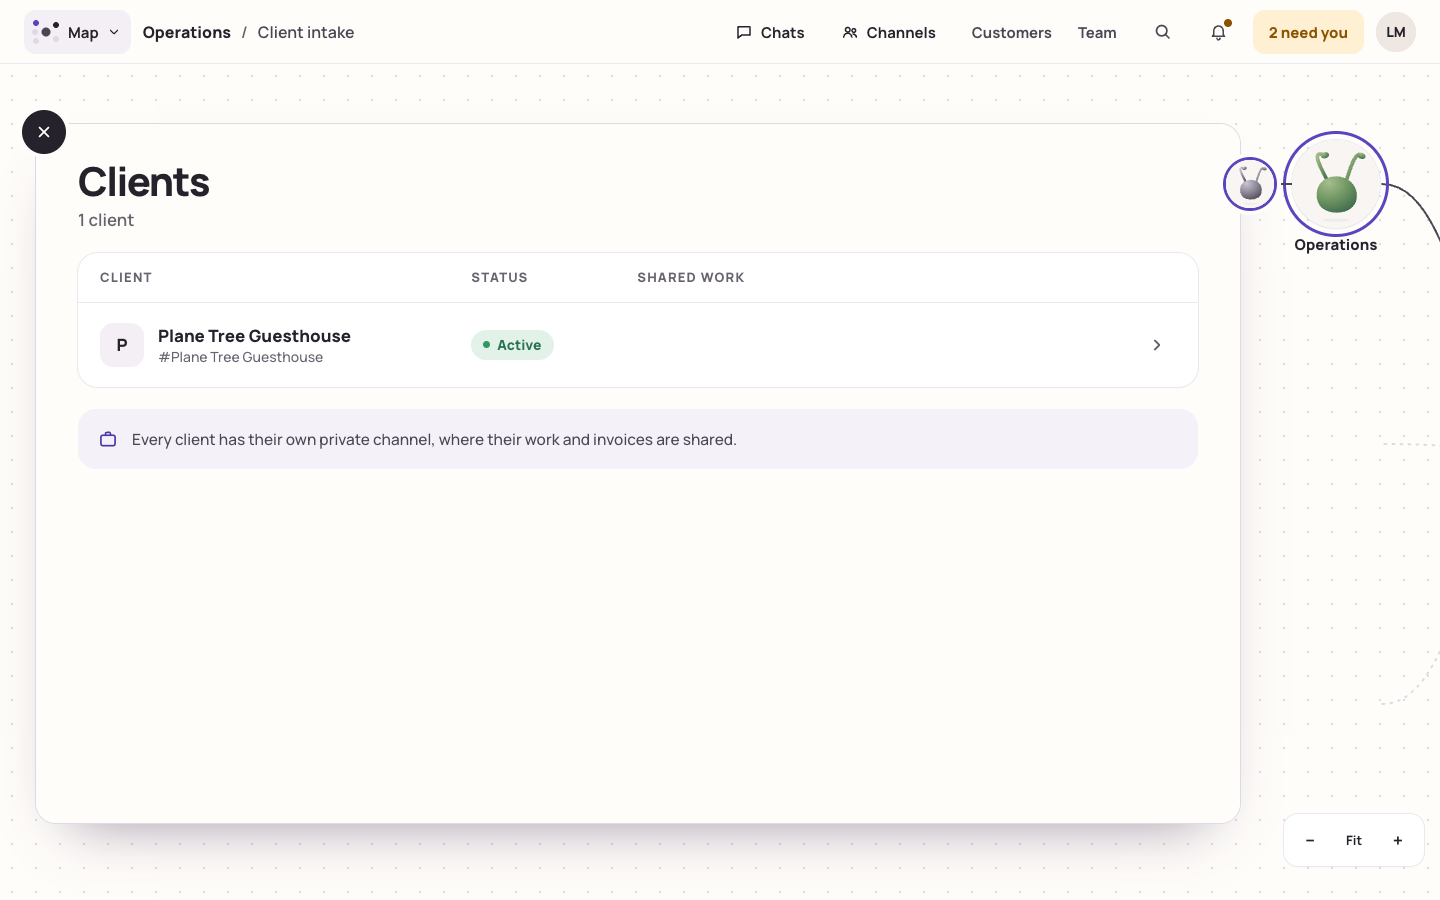 Map
Operations / Client intake
Chats
Channels
Customers
Team
2 need you
LM
Clients
1 client
CLIENT
STATUS
SHARED WORK
P
Plane Tree Guesthouse
#Plane Tree Guesthouse
Active
Every client has their own private channel, where their work and invoices are shared.
Operations
− Fit +